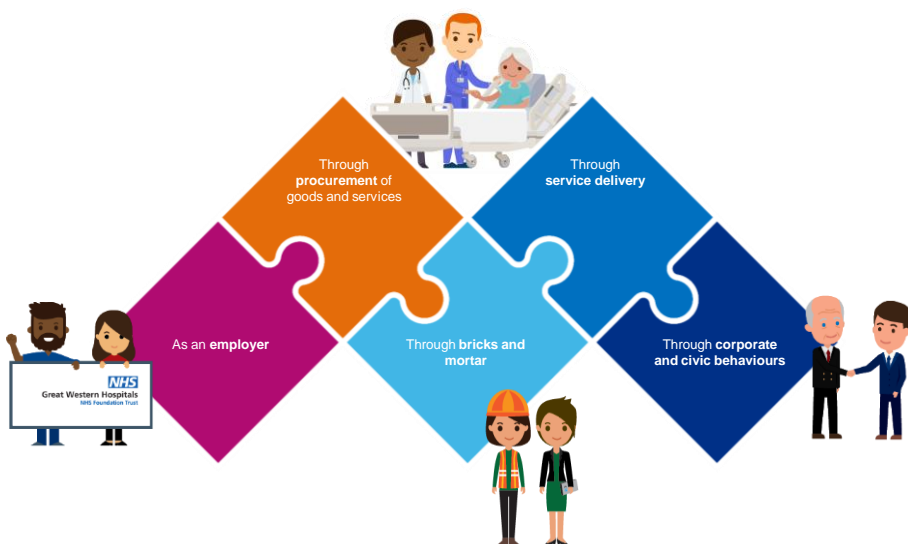 Through
procurement of
goods and services
Through
service delivery
As an employer
Through bricks and
mortar
Through corporate
and civic behaviours
NHS
Great Western Hospitals
NHS Foundation Trust